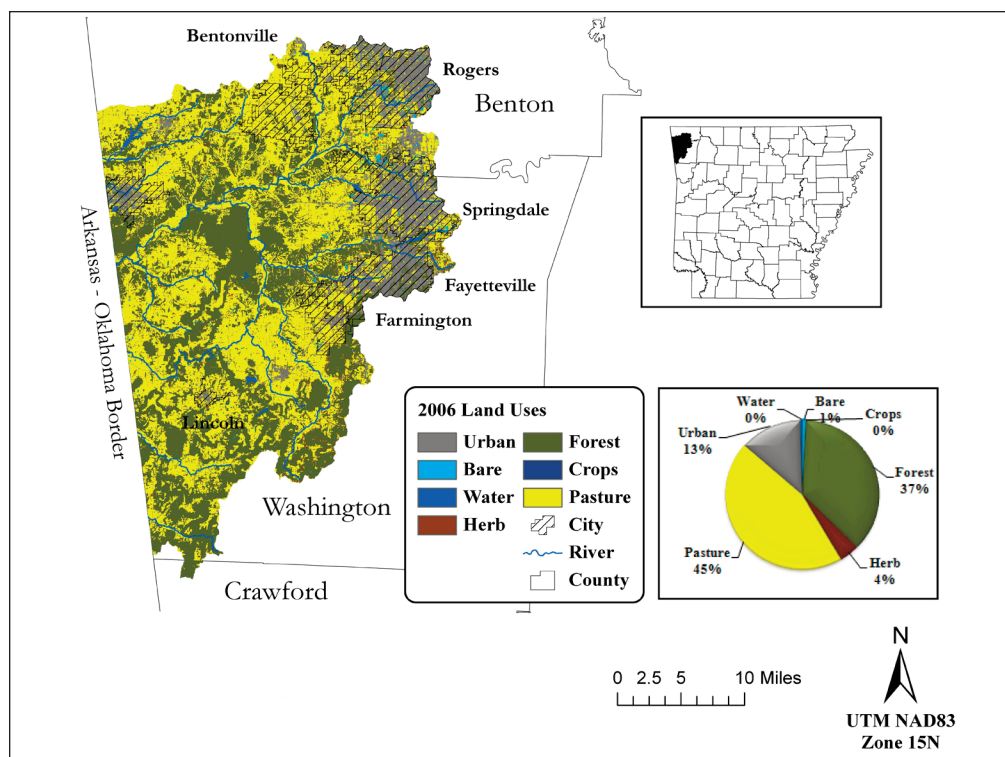 Bentonville
Rogers
Benton
Springdale
Fayetteville
Farmington
Arkansas - Oklahoma Border
Lincoln
Washington
Crawford
2006 Land Uses
Urban
Forest
Bare
Crops
Water
Pasture
Herb
City
River
County
Water
0%
Bare
1%
Crops
0%
Urban
13%
Forest
37%
Pasture
45%
Herb
4%
0 2.5 5 10 Miles
N
UTM NAD83
Zone 15N